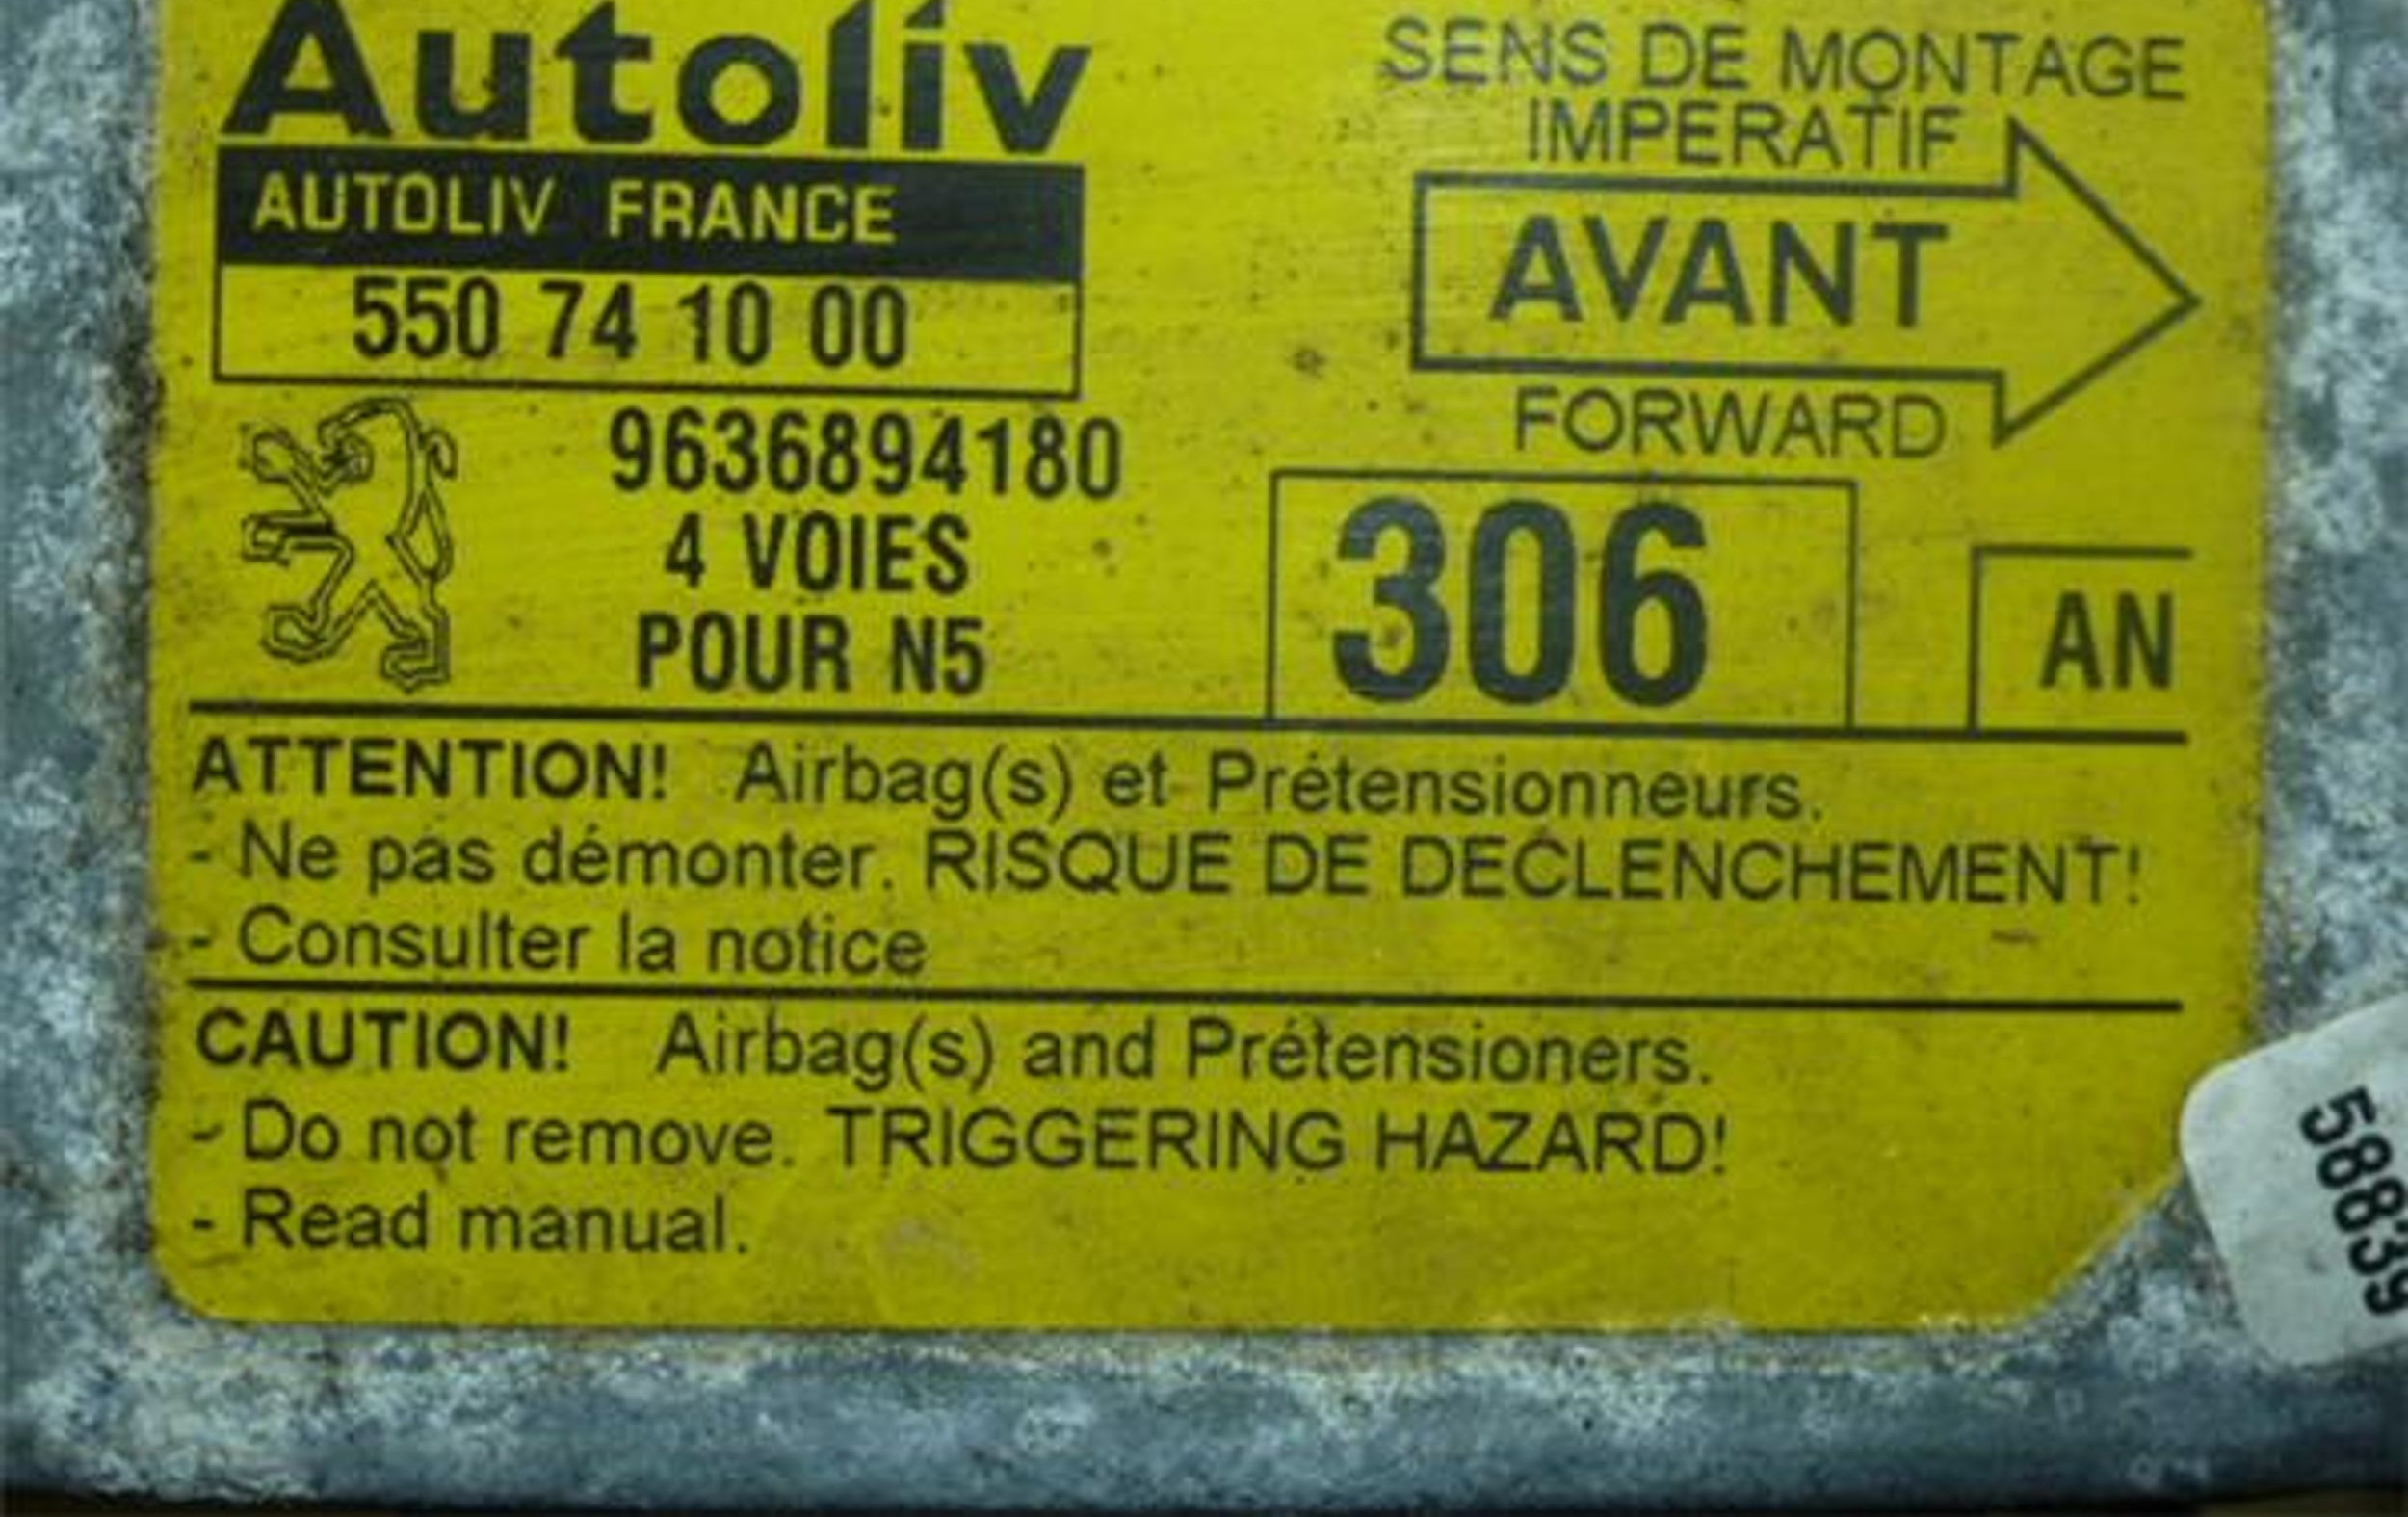 Autoliv
AUTOLIV FRANCE
550 74 10 00
SENS DE MONTAGE
IMPERATIF
AVANT
FORWARD
9636894180
4 VOIES
POUR N5
306
AN
ATTENTION! Airbag(s) et Prétensionneurs.
- Ne pas démonter. RISQUE DE DECLENCHEMENT!
- Consulter la notice
CAUTION! Airbag(s) and Prétensioners.
- Do not remove. TRIGGERING HAZARD!
- Read manual.
58839